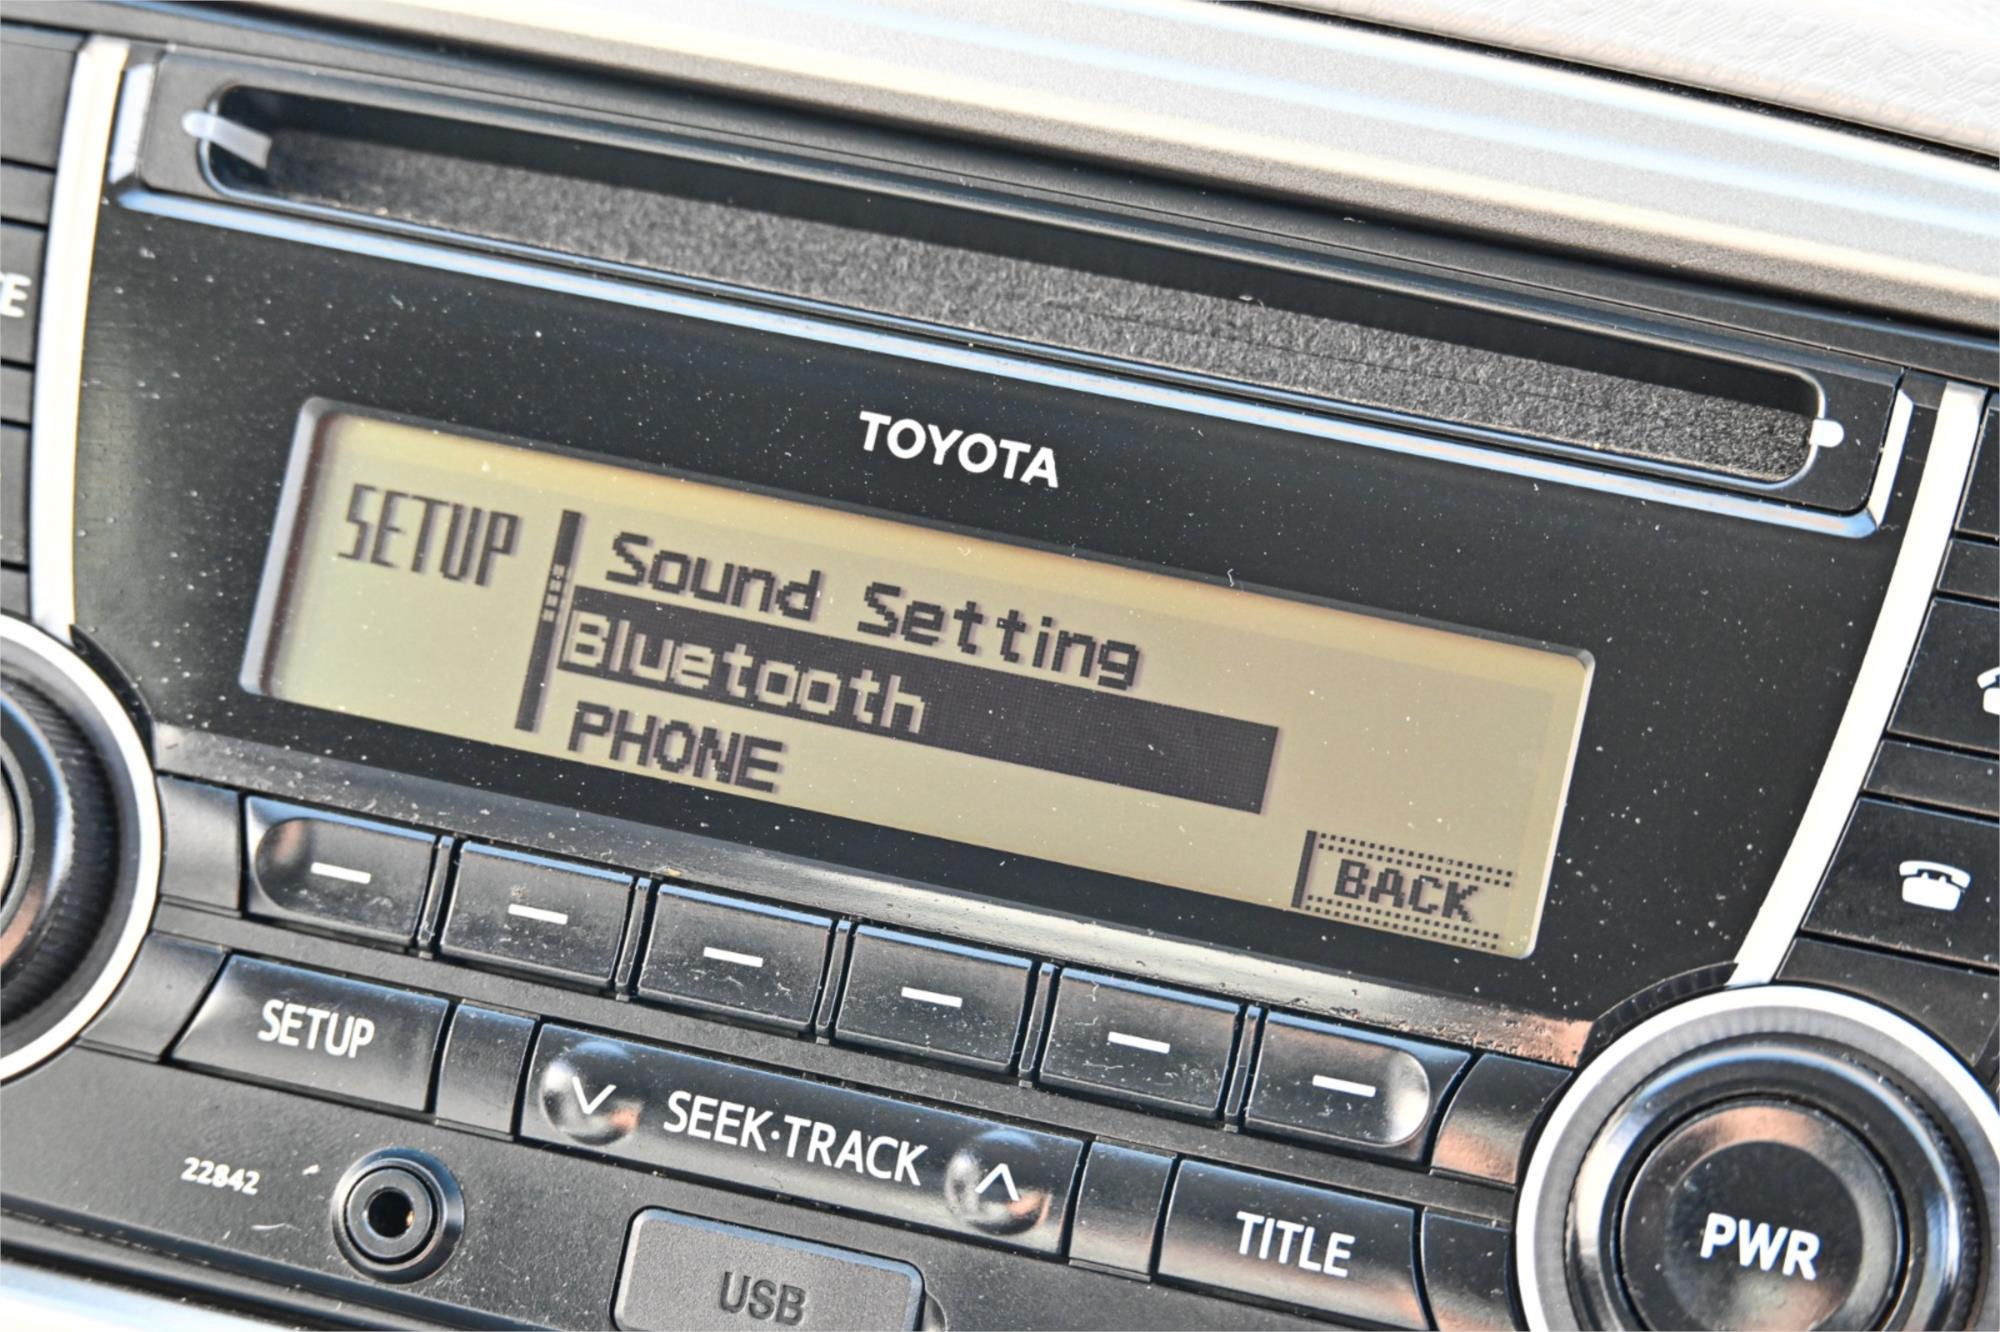 TOYOTA
SETUP
Sound Setting
Bluetooth
PHONE
BACK
SETUP
SEEK·TRACK
TITLE
PWR
22842
USB